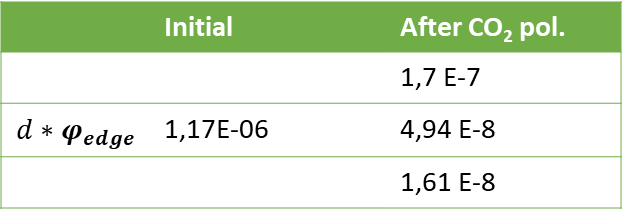 Initial After CO₂ pol.
1,7 E-7
d * φedge 1,17E-06 4,94 E-8
1,61 E-8